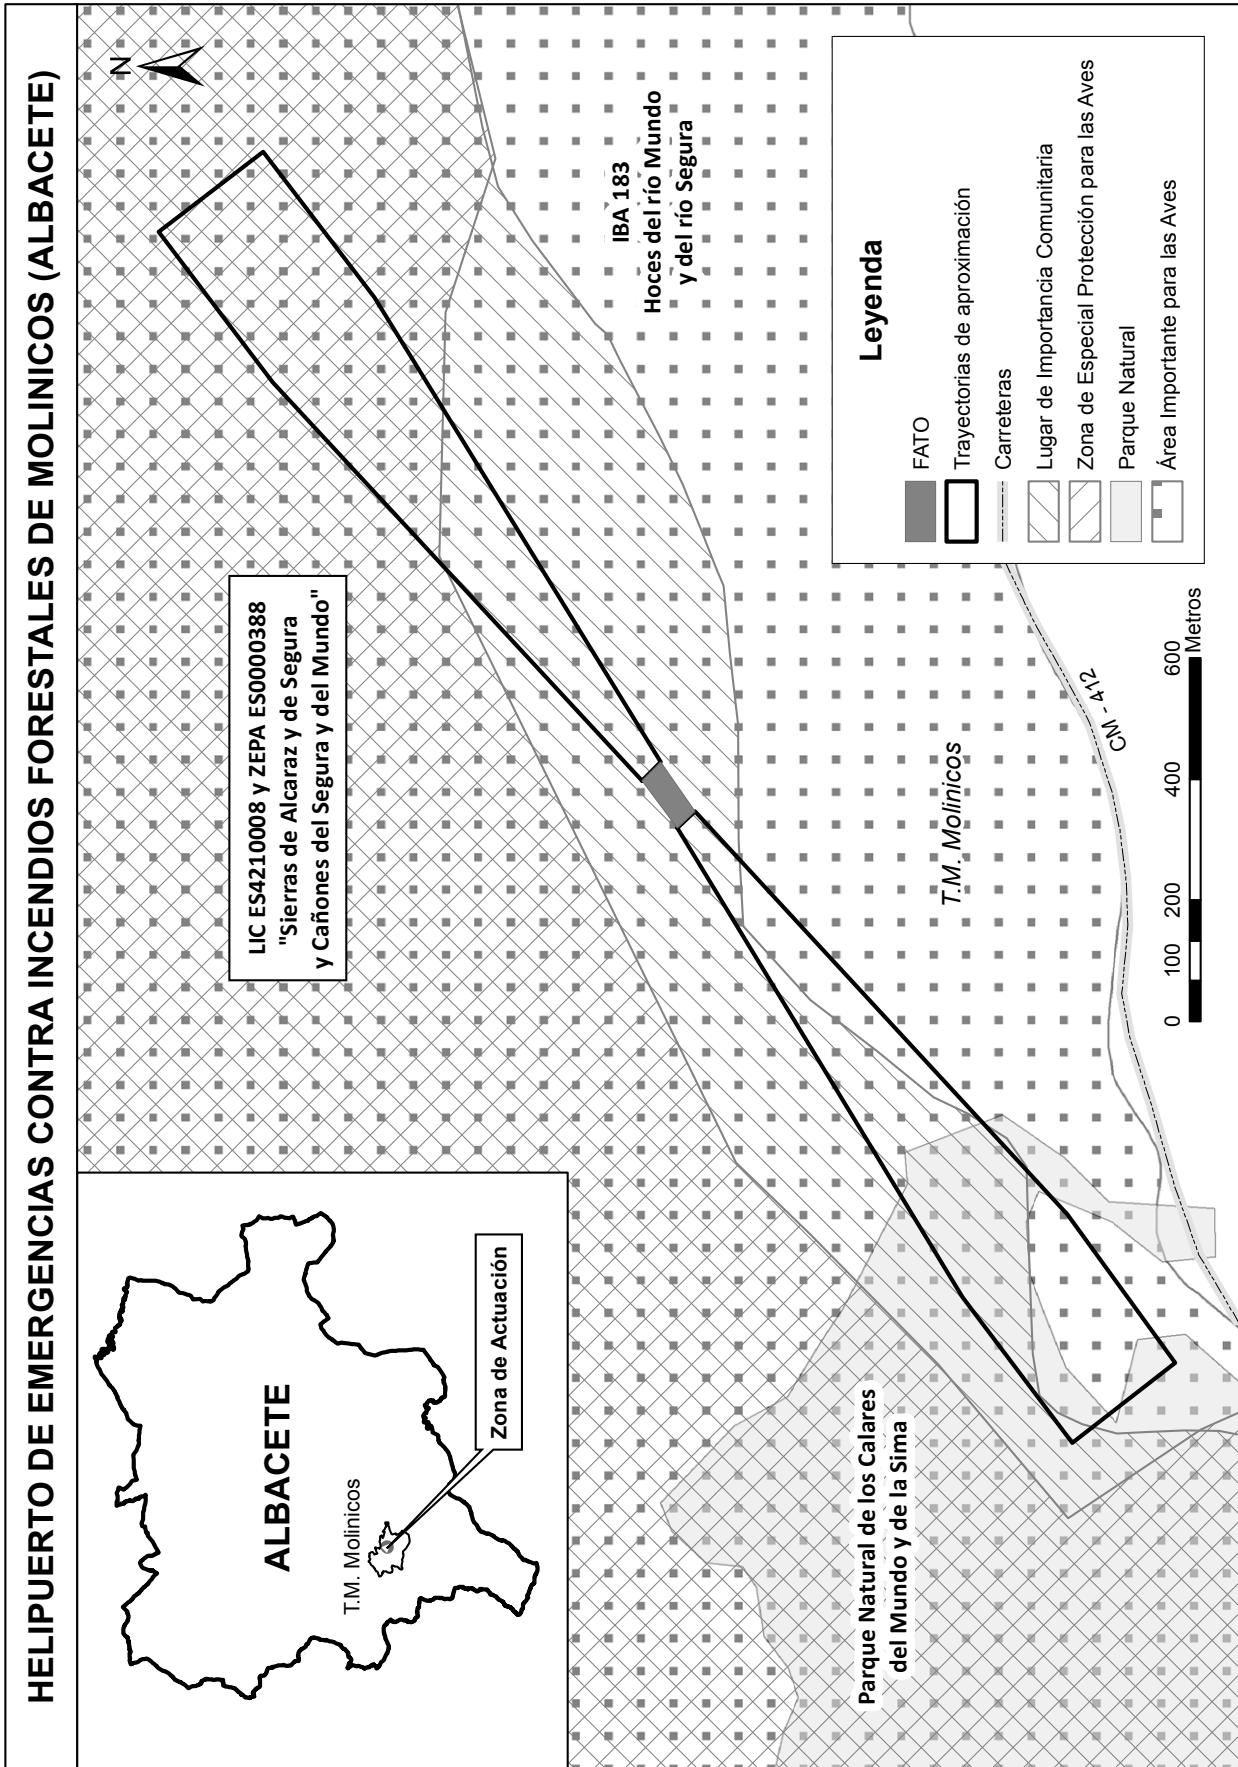 HELIPUERTO DE EMERGENCIAS CONTRA INCENDIOS FORESTALES DE MOLINICOS (ALBACETE)
N
ALBACETE
T.M. Molinicos
Zona de Actuación
LIC ES4210008 y ZEPA ES0000388
"Sierras de Alcaraz y de Segura
y Cañones del Segura y del Mundo"
IBA 183
Hoces del río Mundo
y del río Segura
Parque Natural de los Calares
del Mundo y de la Sima
T.M. Molinicos
CM - 412
Leyenda
FATO
Trayectorias de aproximación
Carreteras
Lugar de Importancia Comunitaria
Zona de Especial Protección para las Aves
Parque Natural
Área Importante para las Aves
0 100 200 400 600
Metros